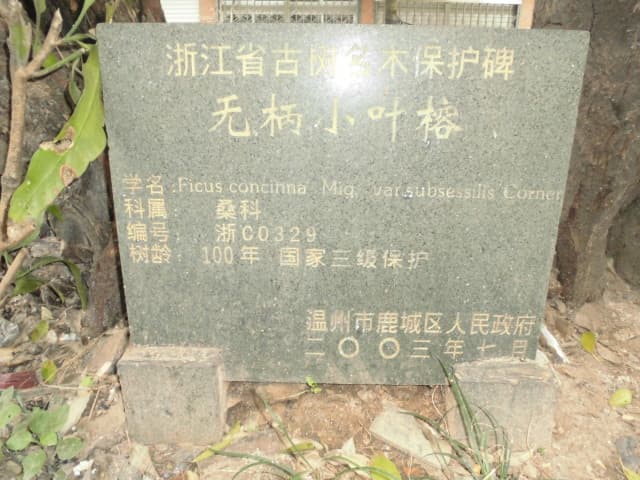 浙江省古树名木保护碑
无柄小叶榕
学名:Ficus concinna Miq. var.subsessilis Corner
科属: 桑科
编号: 浙C0329
树龄: 100年 国家三级保护
温州市鹿城区人民政府
二〇〇三年七月